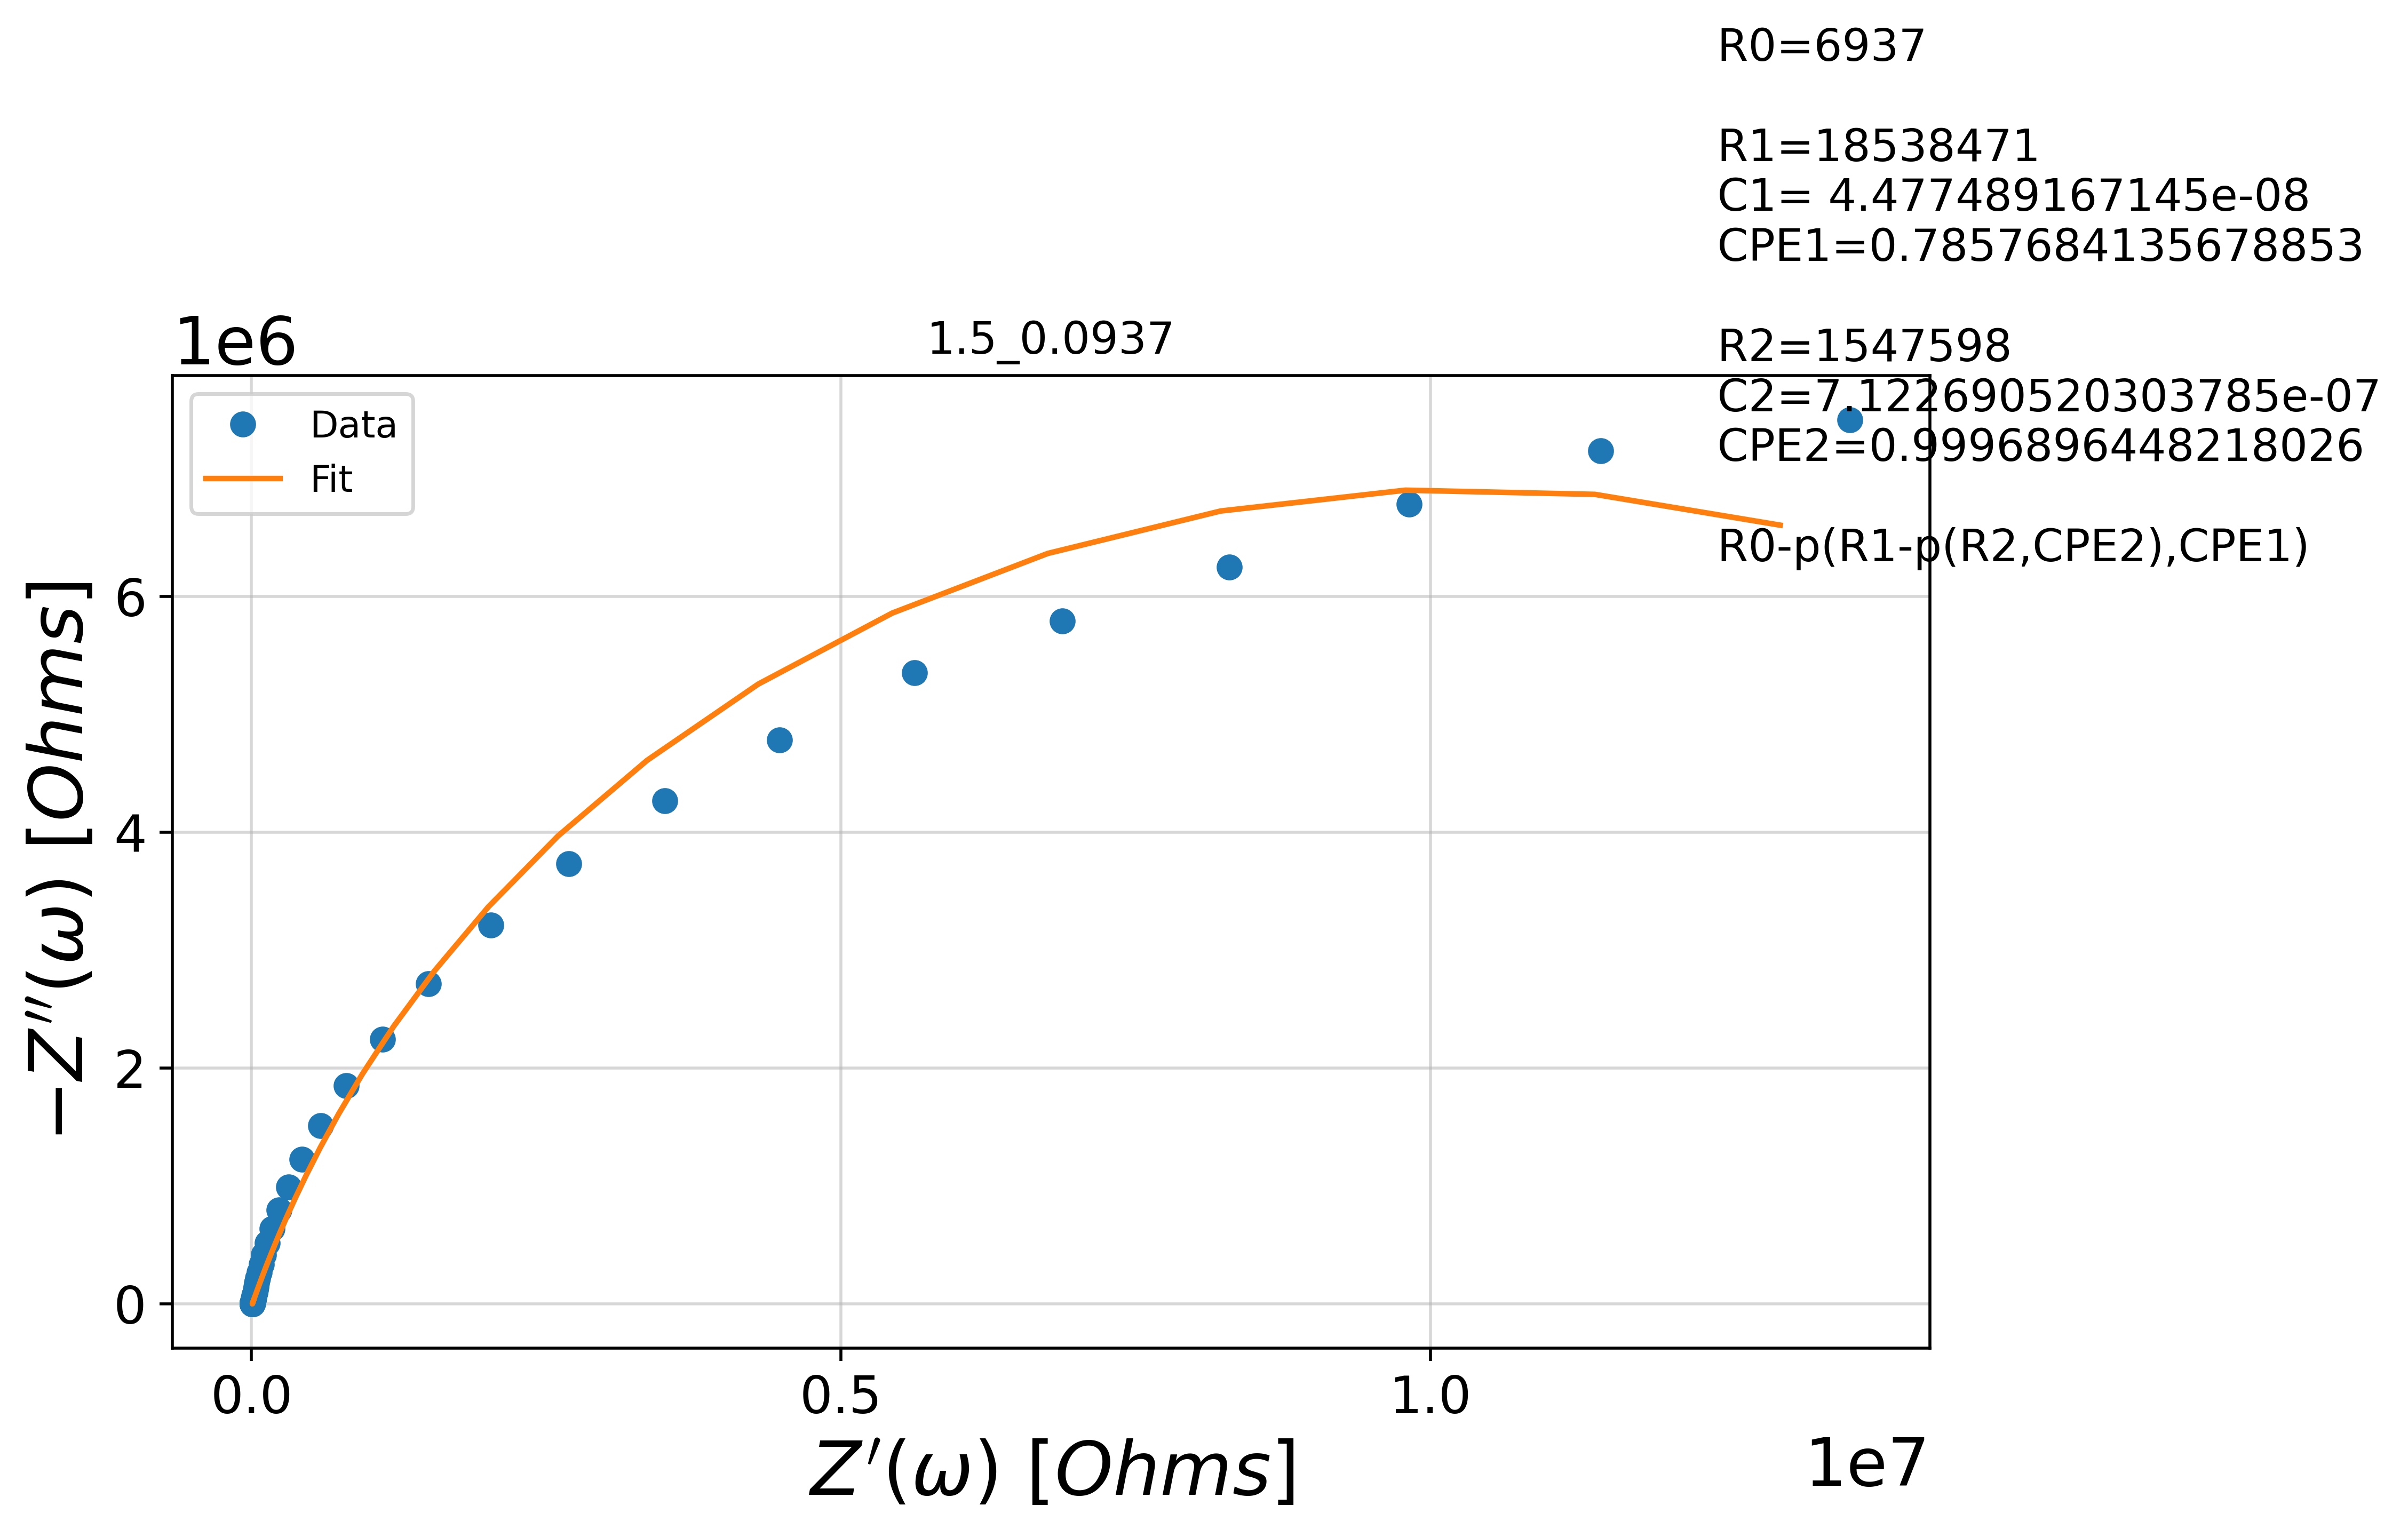 R0=6937
R1=18538471
C1= 4.477489167145e-08
CPE1=0.7857684135678853
R2=1547598
C2=7.122690520303785e-07
CPE2=0.9996896448218026
R0-p(R1-p(R2,CPE2),CPE1)
1e6
1.5_0.0937
Data
Fit
6
4
2
0
−Z′′(ω) [Ohms]
0.0
0.5
1.0
1e7
Z′(ω) [Ohms]